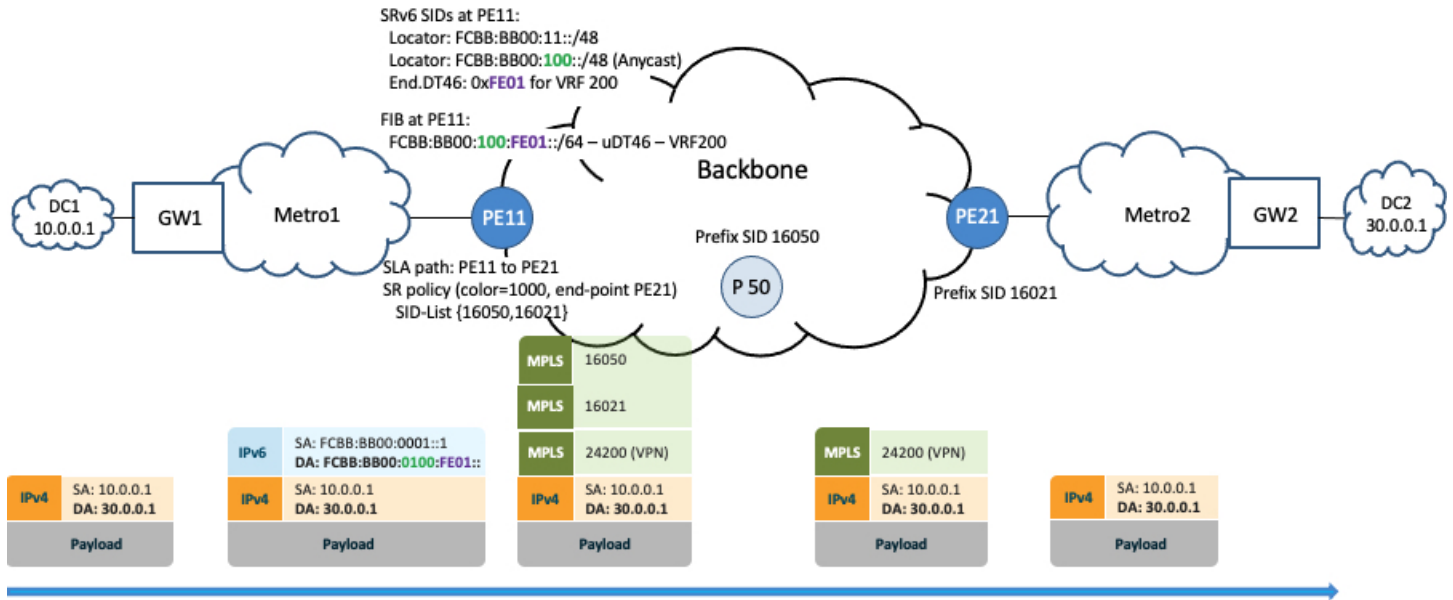 SRv6 SIDs at PE11:
Locator: FCBB:BB00:11::/48
Locator: FCBB:BB00:100::/48 (Anycast)
End.DT46: 0xFE01 for VRF 200
FIB at PE11:
FCBB:BB00:100:FE01::/64 – uDT46 – VRF200
Backbone
DC1
10.0.0.1
GW1
Metro1
PE11
PE21
Metro2
GW2
DC2
30.0.0.1
Prefix SID 16050
P 50
Prefix SID 16021
SLA path: PE11 to PE21
SR policy (color=1000, end-point PE21)
SID-List {16050,16021}
IPv4
SA: 10.0.0.1
DA: 30.0.0.1
Payload
IPv6
SA: FCBB:BB00:0001::1
DA: FCBB:BB00:0100:FE01::
IPv4
SA: 10.0.0.1
DA: 30.0.0.1
Payload
MPLS 16050
MPLS 16021
MPLS 24200 (VPN)
IPv4
SA: 10.0.0.1
DA: 30.0.0.1
Payload
MPLS 24200 (VPN)
IPv4
SA: 10.0.0.1
DA: 30.0.0.1
Payload
IPv4
SA: 10.0.0.1
DA: 30.0.0.1
Payload